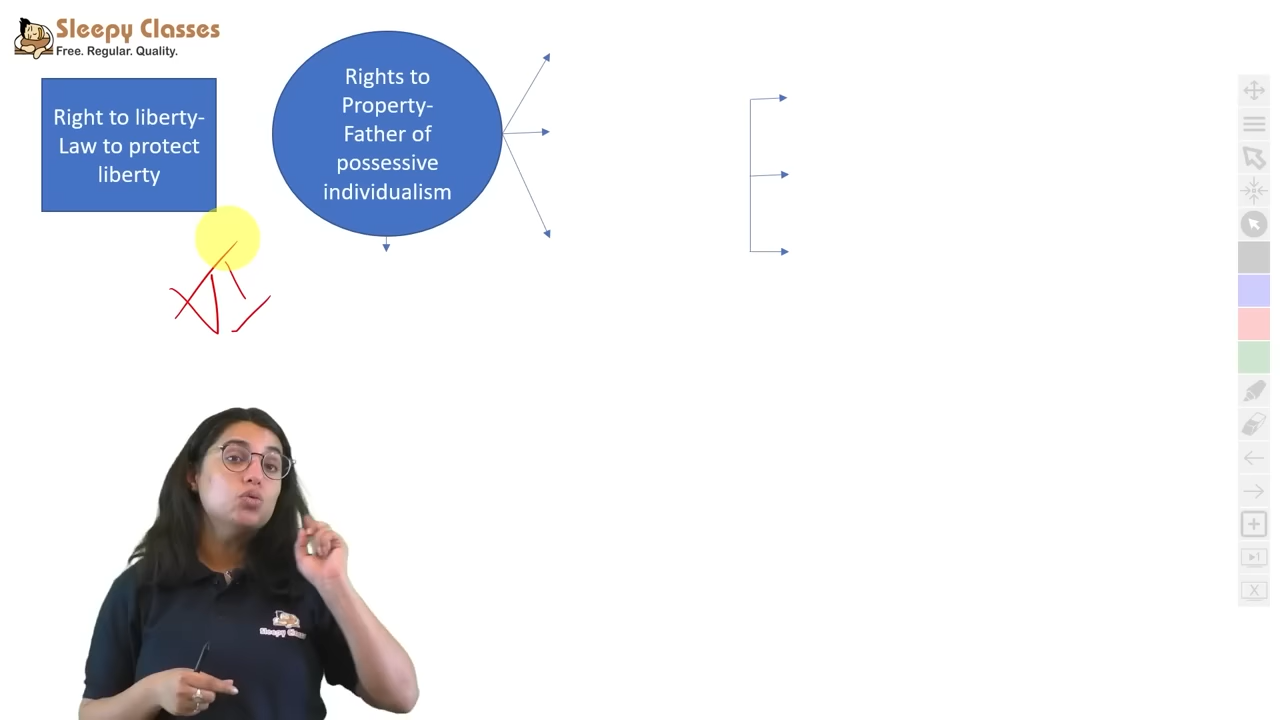 Sleepy Classes
Free. Regular. Quality.
Right to liberty-
Law to protect
liberty
Rights to
Property-
Father of
possessive
individualism